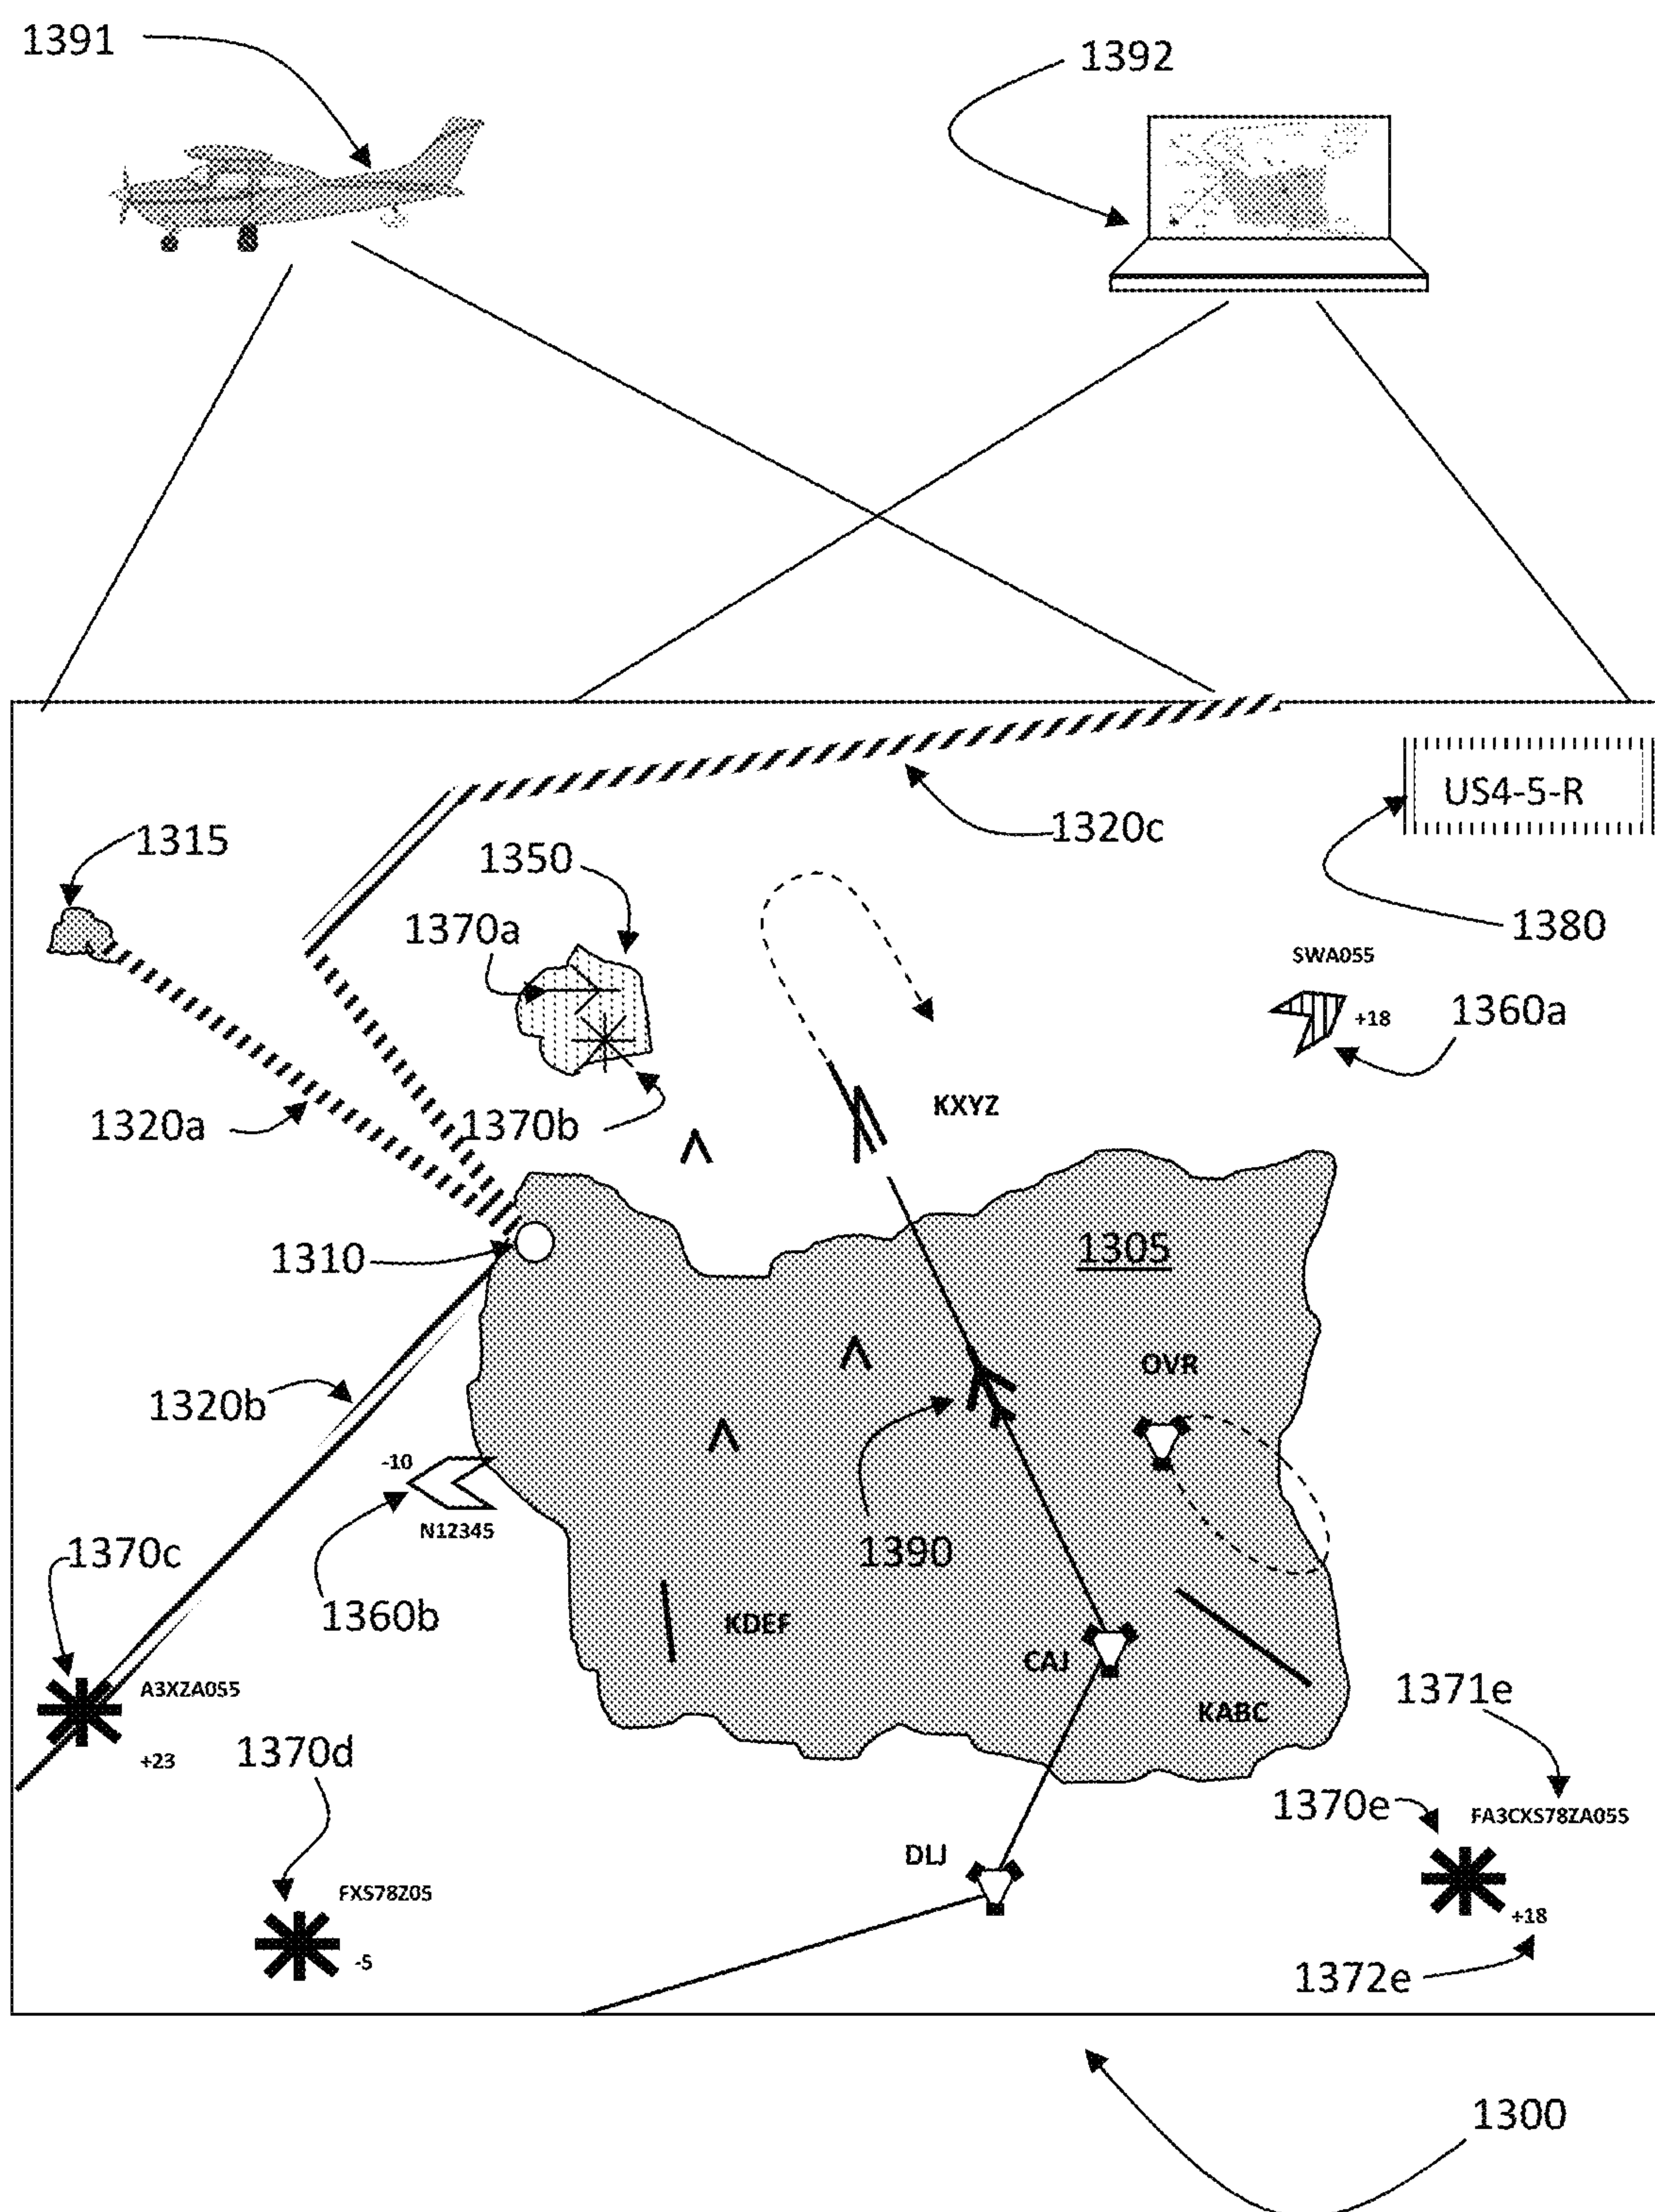 1391
1392
US4-5-R
1315
1320c
1350
1370a
1380
SWA055
+18
1360a
1320a
1370b
KXYZ
1310
1305
1320b
OVR
-10
N12345
1390
1370c
1360b
KDEF
CAJ
A3XZA055
1371e
KABC
+23
1370d
1370e
FA3CXS78ZA055
DLJ
FXS78Z05
+18
-5
1372e
1300